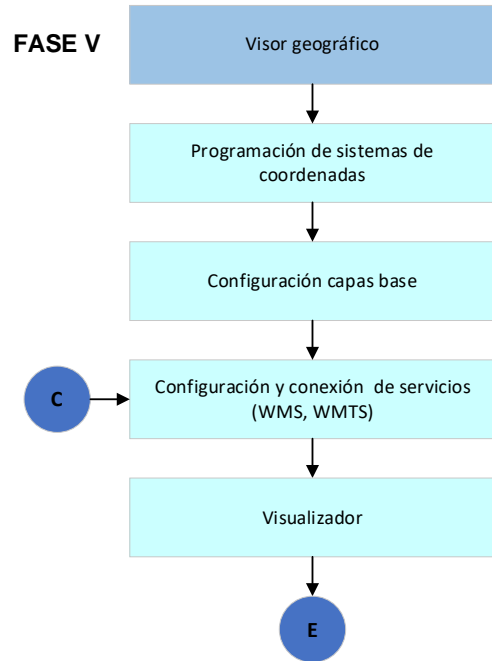 FASE V
Visor geográfico
Programación de sistemas de
coordenadas
Configuración capas base
C
Configuración y conexión  de servicios
(WMS, WMTS)
Visualizador
E